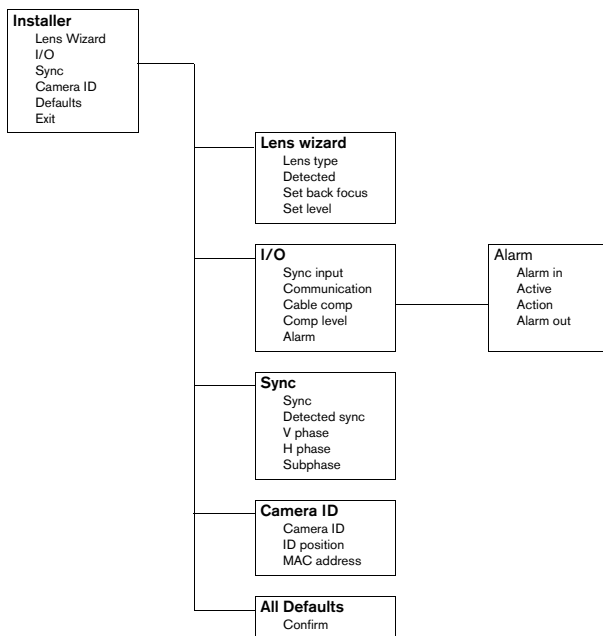 Installer
Lens Wizard
I/O
Sync
Camera ID
Defaults
Exit
Lens wizard
Lens type
Detected
Set back focus
Set level
I/O
Sync input
Communication
Cable comp
Comp level
Alarm
Alarm
Alarm in
Active
Action
Alarm out
Sync
Sync
Detected sync
V phase
H phase
Subphase
Camera ID
Camera ID
ID position
MAC address
All Defaults
Confirm